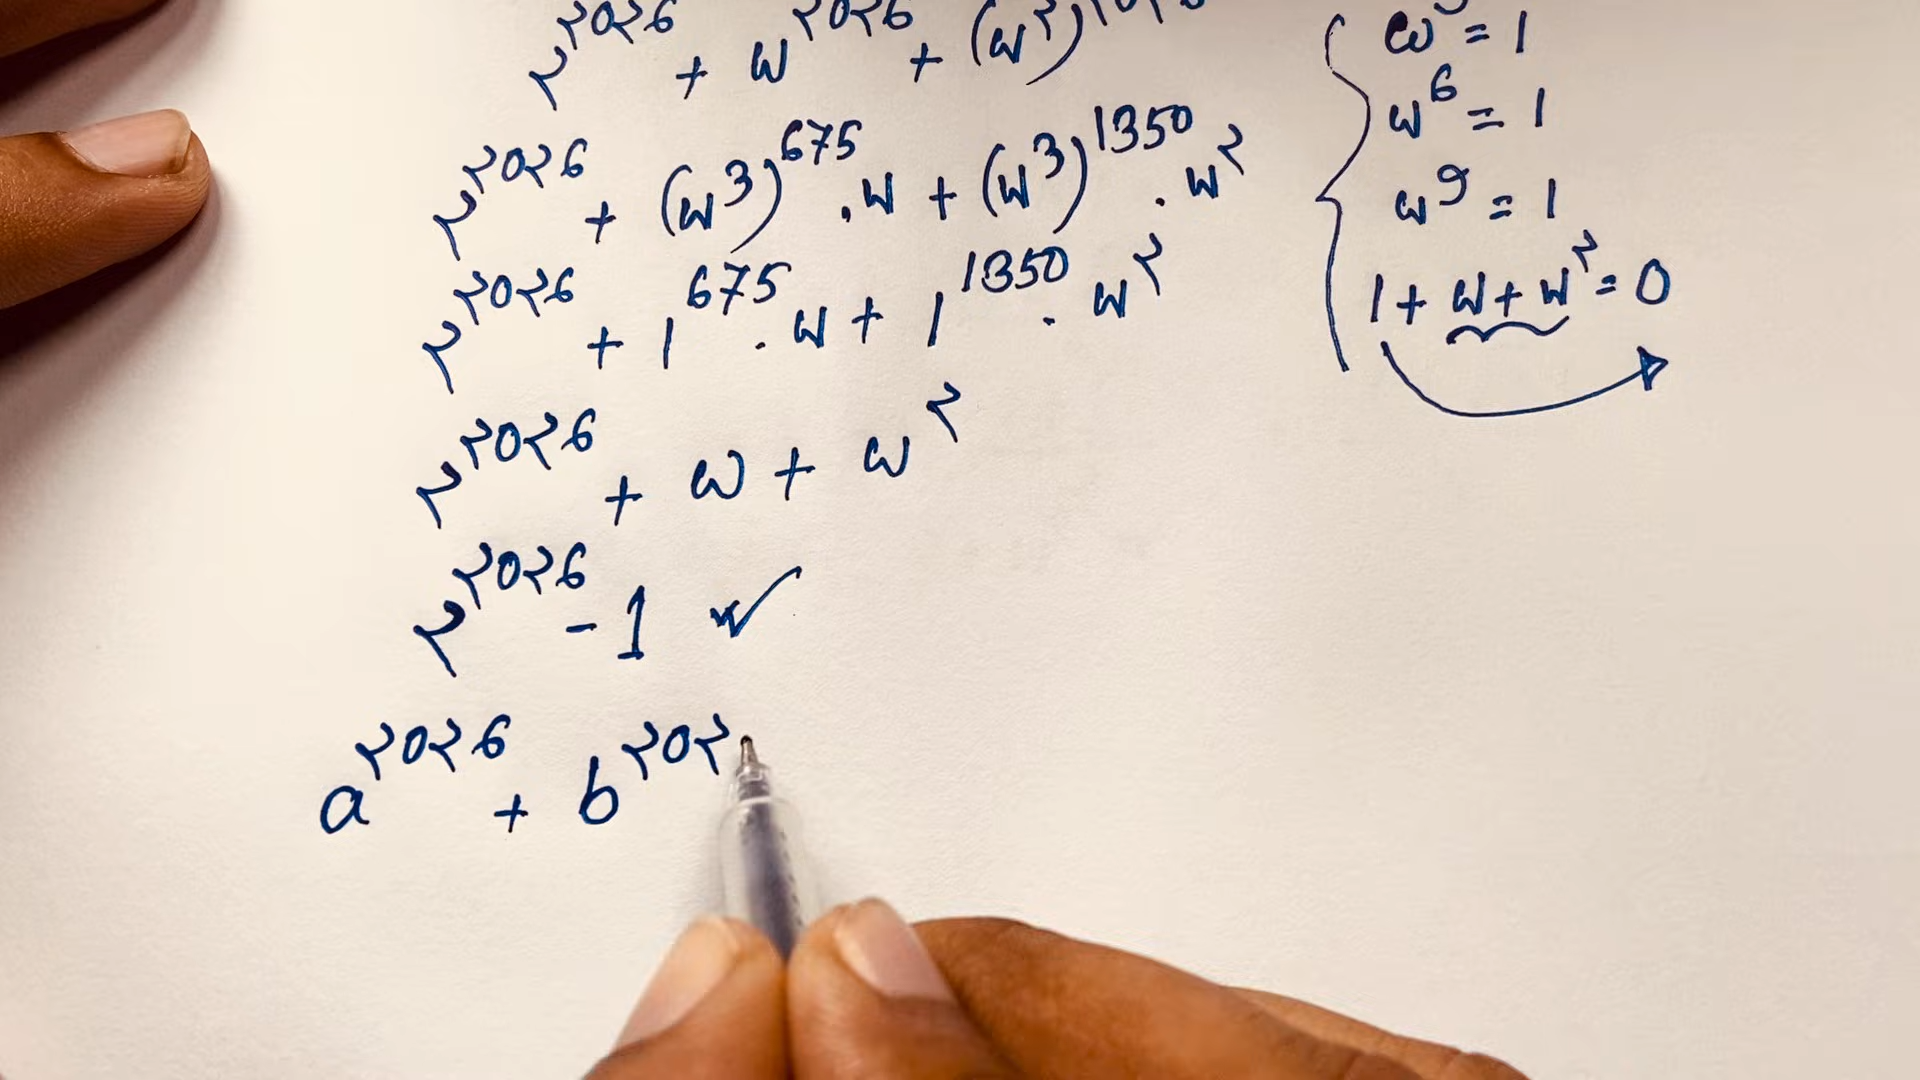 2^2026 + ω^2026 + (ω^2)
2^2026 + (ω^3)^675 . ω + (ω^3)^1350 . ω^2
2^2026 + 1^675 . ω + 1^1350 . ω^2
2^2026 + ω + ω^2
2^2026 - 1 ✓
a^2026 + b^202
ω^3 = 1
ω^6 = 1
ω^9 = 1
1 + ω + ω^2 = 0